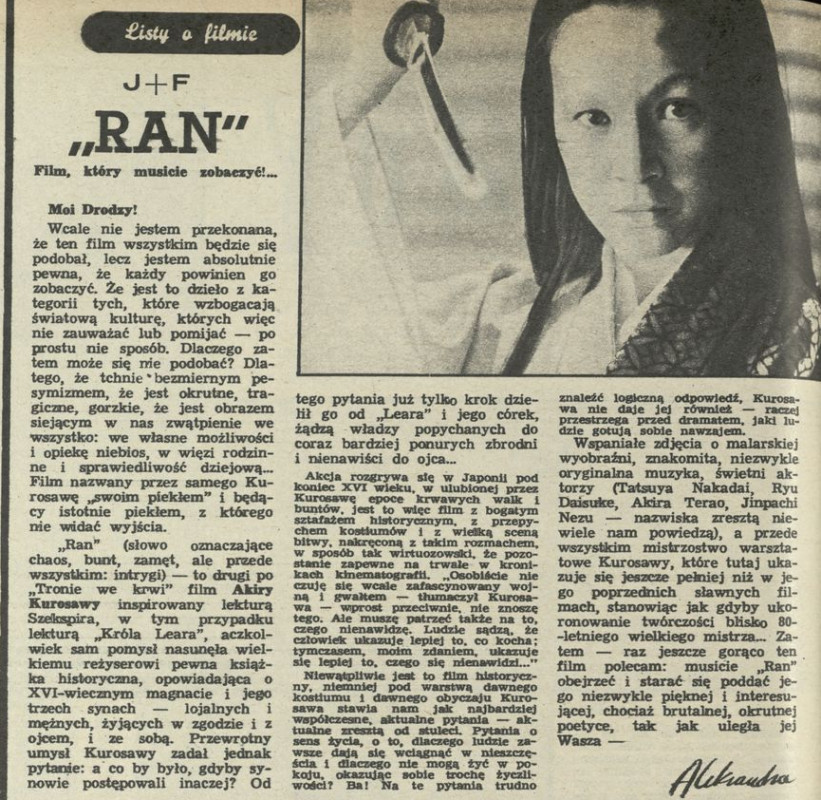 Listy o filmie
J+F
„RAN“
Film, który musicie zobaczyć!...
Moi Drodzy!
Wcale nie jestem przekonana,
że ten film wszystkim będzie się
podobał, lecz jestem absolutnie
pewna, że każdy powinien go
zobaczyć. Że jest to dzieło z ka-
tegorii tych, które wzbogacają
światową kulturę, których więc
nie zauważać lub pomijać — po
prostu nie sposób. Dlaczego za-
tem może się nie podobać? Dla-
tego, że tchnie bezmiernym pe-
symizmem, że jest okrutne, tra-
giczne, gorzkie, że jest obrazem
siejącym w nas zwątpienie we
wszystko: we własne możliwości
i opiekę niebios, w więzi rodzin-
ne i sprawiedliwość dziejową...
Film nazwany przez samego Ku-
rosawę „swoim piekłem" i będą-
cy istotnie piekłem, z którego
nie widać wyjścia.
„Ran" (słowo oznaczające
chaos, bunt, zamęt, ale przede
wszystkim: intrygi) — to drugi po
„Tronie we krwi" film Akiry
Kurosawy inspirowany lekturą
Szekspira, w tym przypadku
lekturą „Króla Leara", aczkol-
wiek sam pomysł nasunęła wiel-
kiemu reżyserowi pewna książ-
ka historyczna, opowiadająca o
XVI-wiecznym magnacie i jego
trzech synach — lojalnych i
mężnych, żyjących w zgodzie i z
ojcem, i ze sobą. Przewrotny
umysł Kurosawy zadał jednak
pytanie: a co by było, gdyby sy-
nowie postępowali inaczej? Od
tego pytania już tylko krok dzie-
lił go od „Leara" i jego córek,
żądzą władzy popychanych do
coraz bardziej ponurych zbrodni
i nienawiści do ojca...
Akcja rozgrywa się w Japonii pod
koniec XVI wieku, w ulubionej przez
Kurosawę epoce krwawych walk i
buntów, jest to więc film z bogatym
sztafażem historycznym, z przepy-
chem kostiumów i z wielką sceną
bitwy, nakręconą z takim rozmachem,
w sposób tak wirtuozowski, że pozo-
stanie zapewne na trwałe w kroni-
kach kinematografii. „Osobiście nie
czuję się wcale zafascynowany woj-
ną i gwałtem — tłumaczył Kurosa-
wa — wprost przeciwnie, nie znoszę
tego. Ale muszę patrzeć także na to,
czego nienawidzę. Ludzie sądzą, że
człowiek ukazuje lepiej to, co kocha;
tymczasem, moim zdaniem, ukazuje
się lepiej to, czego się nienawidzi..."
Niewątpliwie jest to film historycz-
ny, niemniej pod warstwą dawnego
kostiumu i dawnego obyczaju Kuro-
sawa stawia nam jak najbardziej
współczesne, aktualne pytania — ak-
tualne zresztą od stuleci. Pytania o
sens życia, o to, dlaczego ludzie za-
wsze dają się wciągnąć w nieszczę-
ścia i dlaczego nie mogą żyć w po-
koju, okazując sobie trochę życzli-
wości? Ba! Na te pytania trudno
znaleźć logiczną odpowiedź, Kurosa-
wa nie daje jej również — raczej
przestrzega przed dramatem, jaki lu-
dzie gotują sobie nawzajem.
Wspaniałe zdjęcia o malarskiej
wyobraźni, znakomita, niezwykle
oryginalna muzyka, świetni ak-
torzy (Tatsuya Nakadai, Ryu
Daisuke, Akira Terao, Jinpachi
Nezu — nazwiska zresztą nie-
wiele nam powiedzą), a przede
wszystkim mistrzostwo warszta-
towe Kurosawy, które tutaj uka-
zuje się jeszcze pełniej niż w je-
go poprzednich sławnych fil-
mach, stanowiąc jak gdyby uko-
ronowanie twórczości blisko 80-
-letniego wielkiego mistrza... Za-
tem — raz jeszcze gorąco ten
film polecam: musicie „Ran"
obejrzeć i starać się poddać je-
go niezwykle pięknej i interesu-
jącej, chociaż brutalnej, okrutnej
poetyce, tak jak uległa jej
Wasza —
Aleksandra